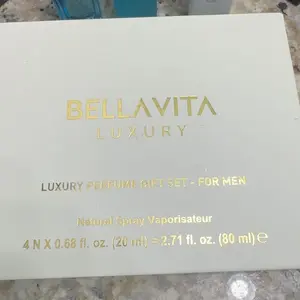 BELLAVITA
LUXURY
LUXURY PERFUME GIFT SET - FOR MEN
Natural Spray Vaporisateur
4 N X 0.68 fl. oz. (20 ml) = 2.71 fl. oz. (80 ml) e